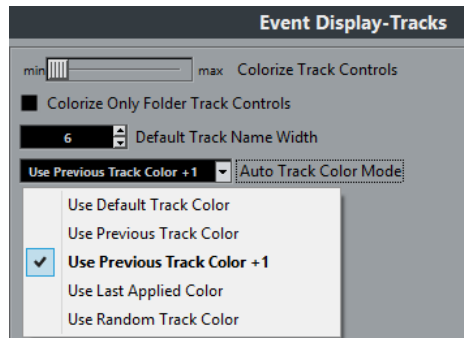 Event Display-Tracks
min max Colorize Track Controls
Colorize Only Folder Track Controls
6 Default Track Name Width
Use Previous Track Color +1 Auto Track Color Mode
Use Default Track Color
Use Previous Track Color
Use Previous Track Color +1
Use Last Applied Color
Use Random Track Color